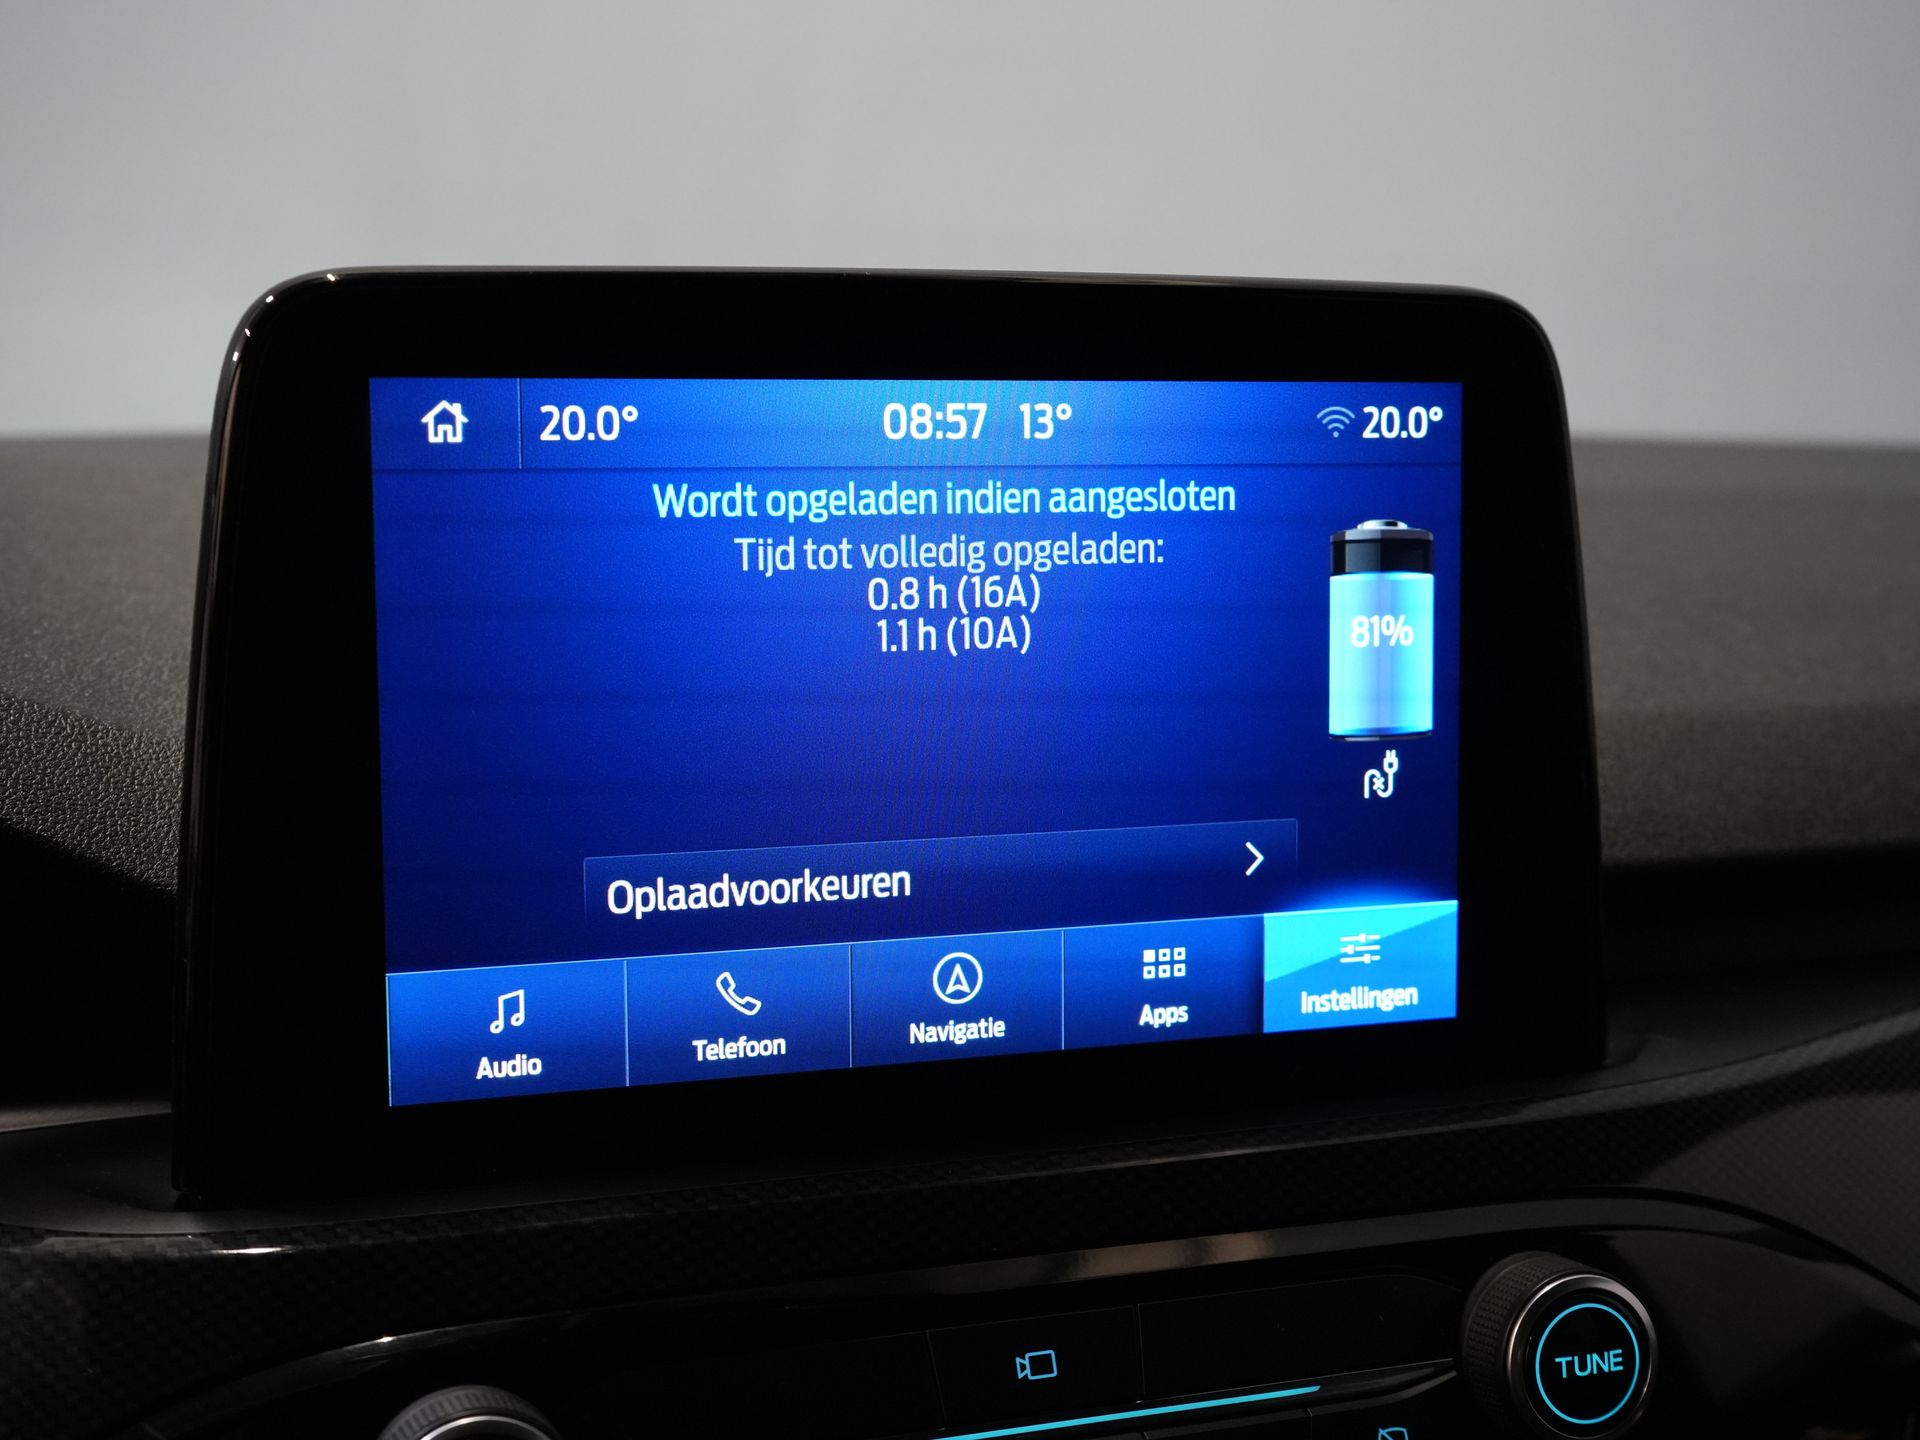 20.0° 08:57 13° 20.0°
Wordt opgeladen indien aangesloten
Tijd tot volledig opgeladen:
0.8 h (16A)
1.1 h (10A)
81%
Oplaadvoorkeuren
Audio Telefoon Navigatie Apps Instellingen
TUNE